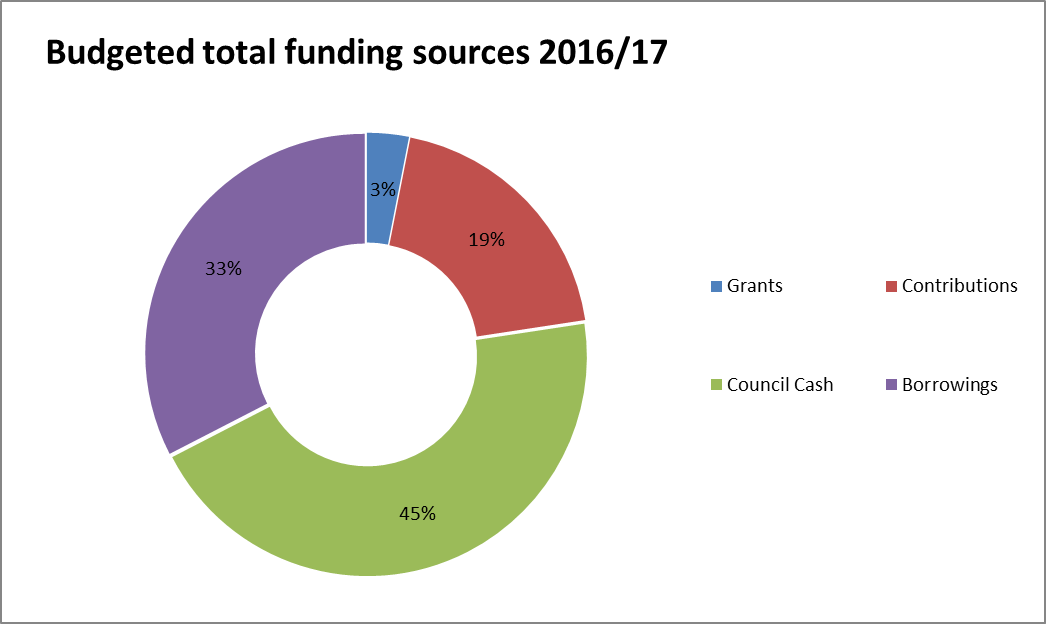 Budgeted total funding sources 2016/17
3%
19%
33%
45%
Grants
Contributions
Council Cash
Borrowings